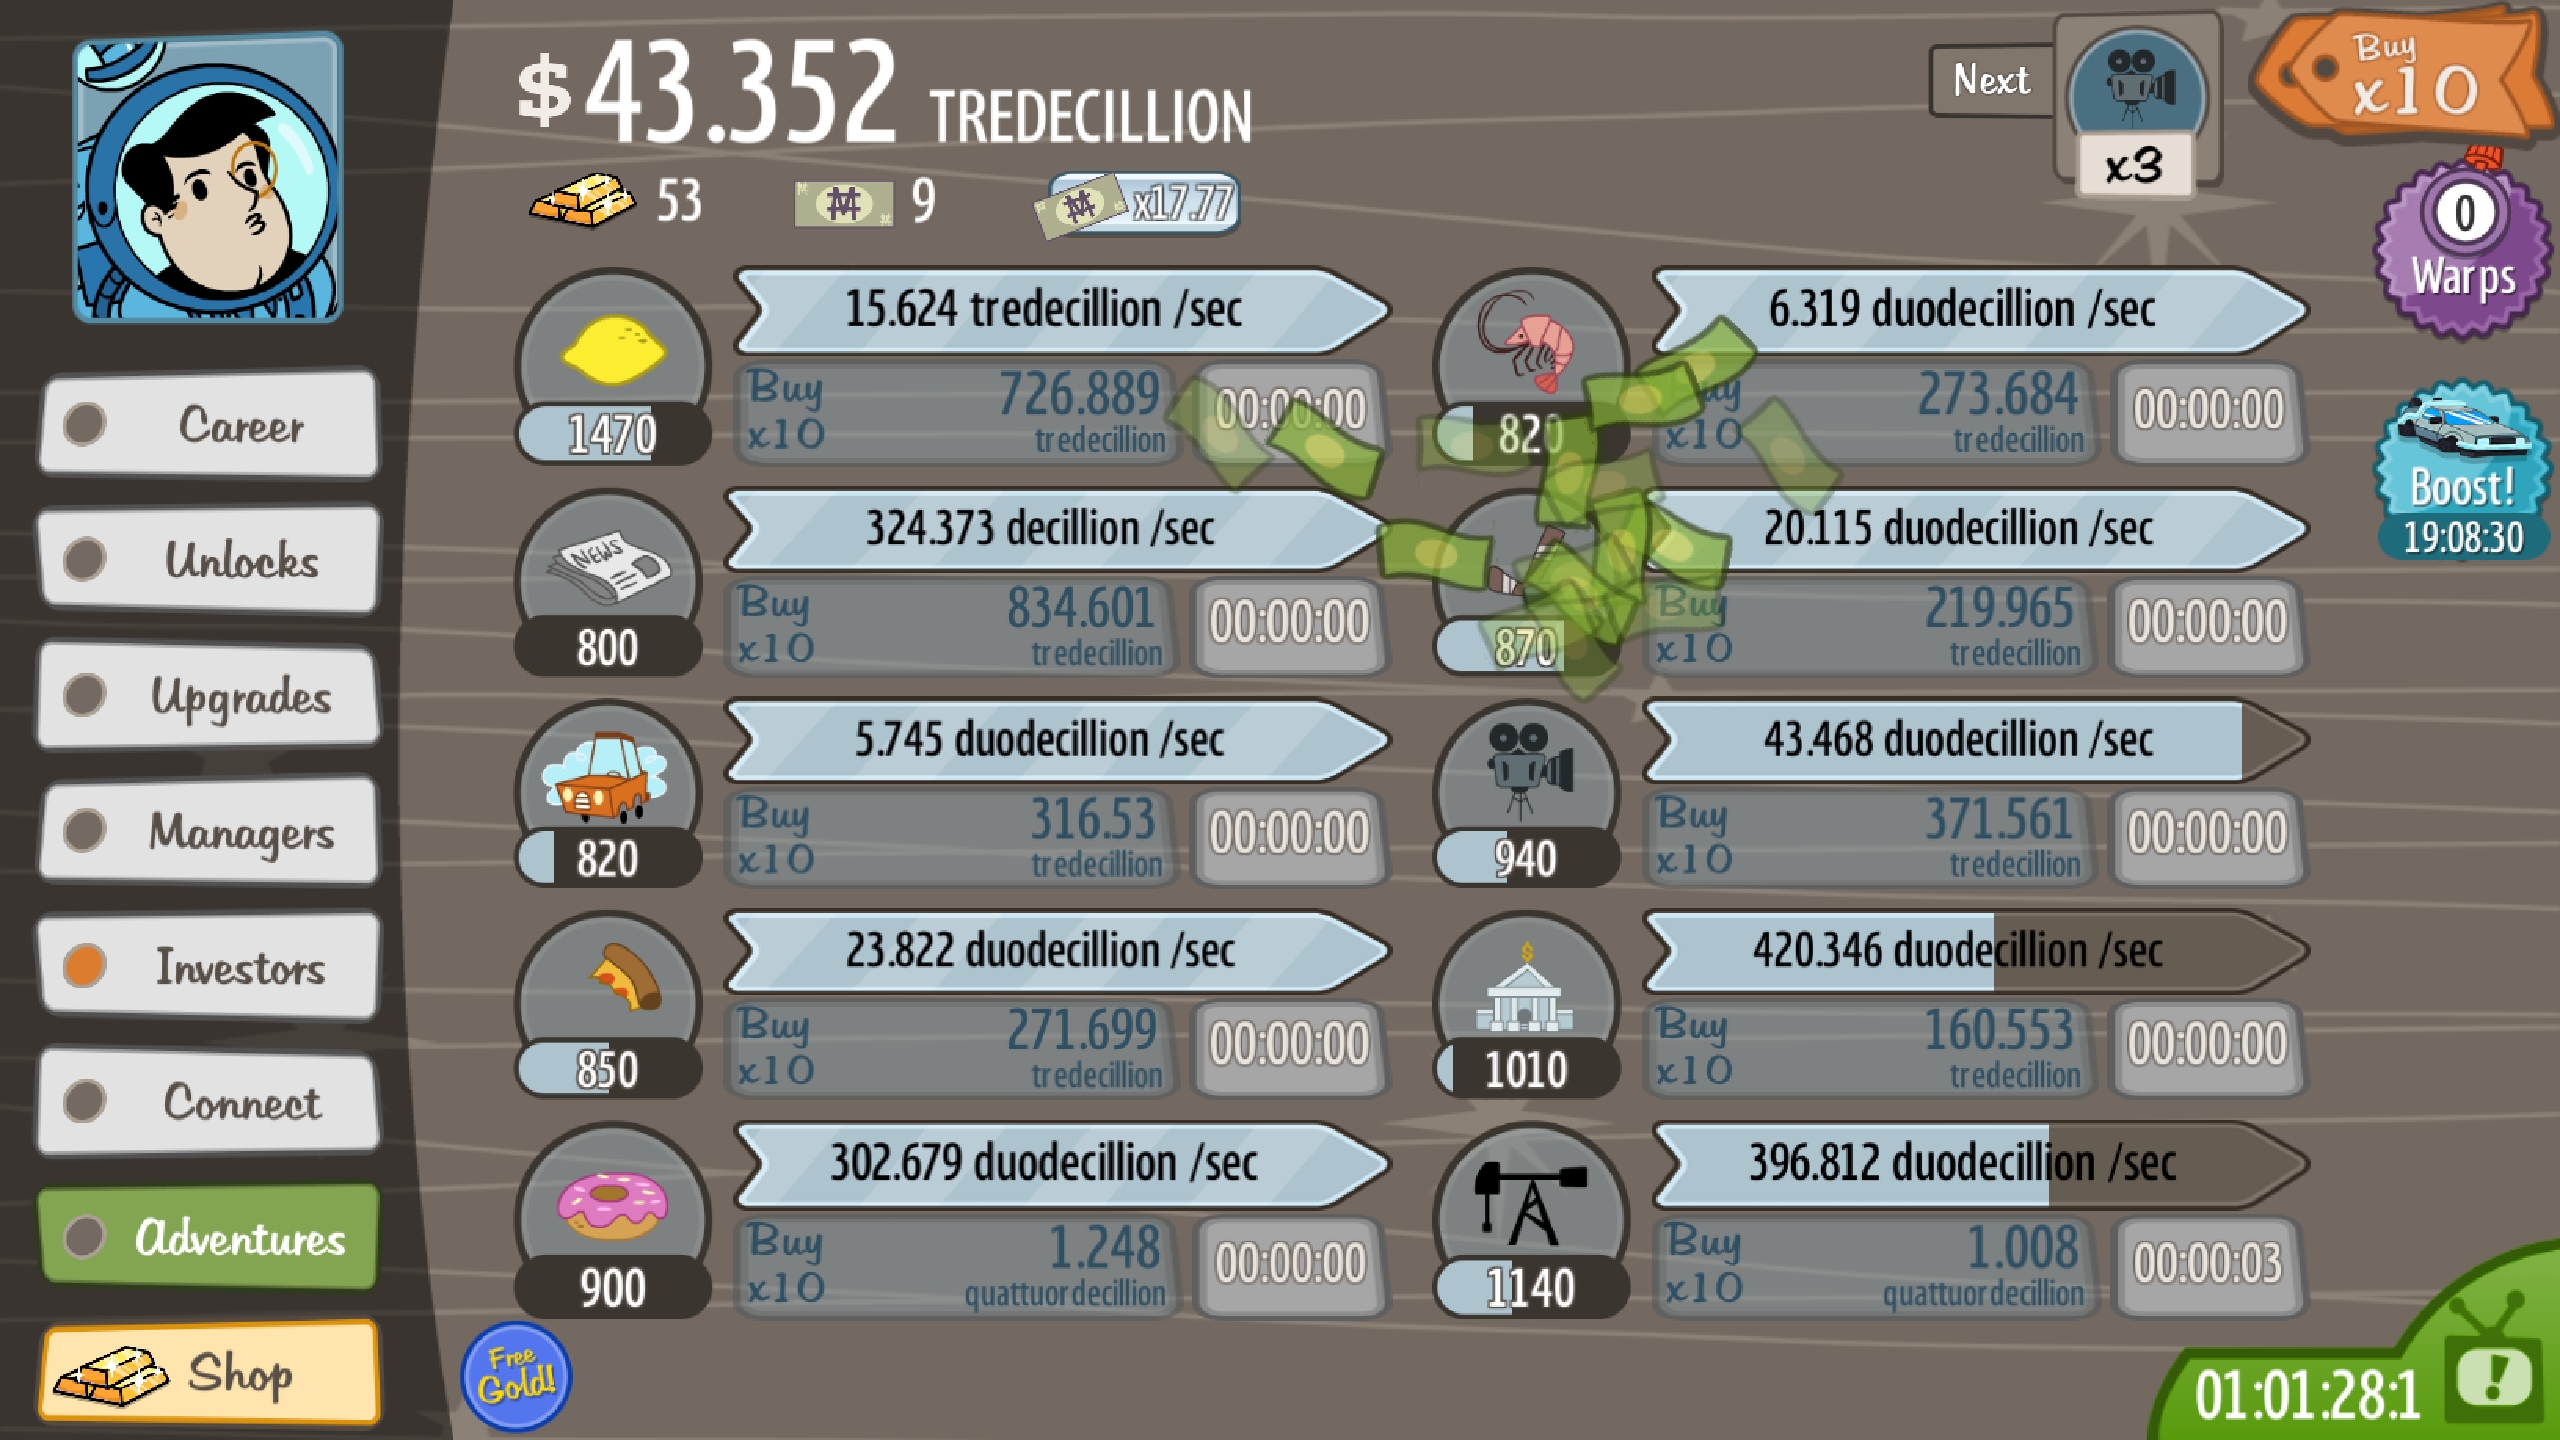 $43.352 TREDECILLION
53
9
x17.77
Next
x3
Buy
x10
0
Warps
Boost!
19:08:30
Career
Unlocks
Upgrades
Managers
Investors
Connect
Adventures
Shop
15.624 tredecillion /sec
1470
Buy
x10
726.889
tredecillion
00:00:00
NEWS
324.373 decillion /sec
800
Buy
x10
834.601
tredecillion
00:00:00
5.745 duodecillion /sec
820
Buy
x10
316.53
tredecillion
00:00:00
23.822 duodecillion /sec
850
Buy
x10
271.699
tredecillion
00:00:00
302.679 duodecillion /sec
900
Buy
x10
1.248
quattuordecillion
00:00:00
6.319 duodecillion /sec
820
Buy
x10
273.684
tredecillion
00:00:00
20.115 duodecillion /sec
870
Buy
x10
219.965
tredecillion
00:00:00
43.468 duodecillion /sec
940
Buy
x10
371.561
tredecillion
00:00:00
$
420.346 duodecillion /sec
1010
Buy
x10
160.553
tredecillion
00:00:00
396.812 duodecillion /sec
1140
Buy
x10
1.008
quattuordecillion
00:00:03
Free
Gold!
01:01:28:1
!